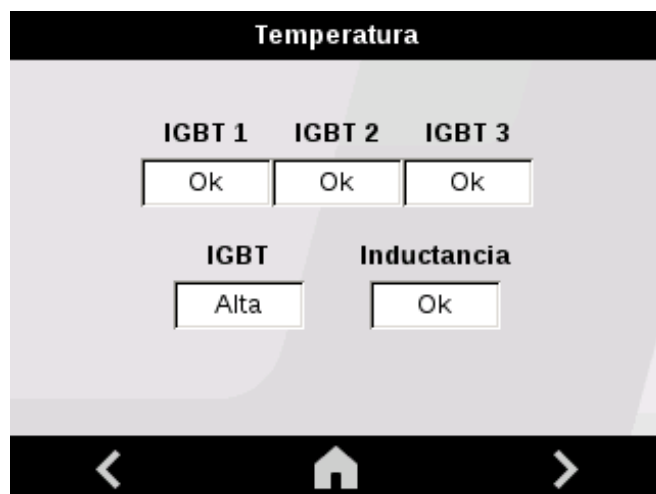 Temperatura
IGBT 1 IGBT 2 IGBT 3
Ok Ok Ok
IGBT Inductancia
Alta Ok